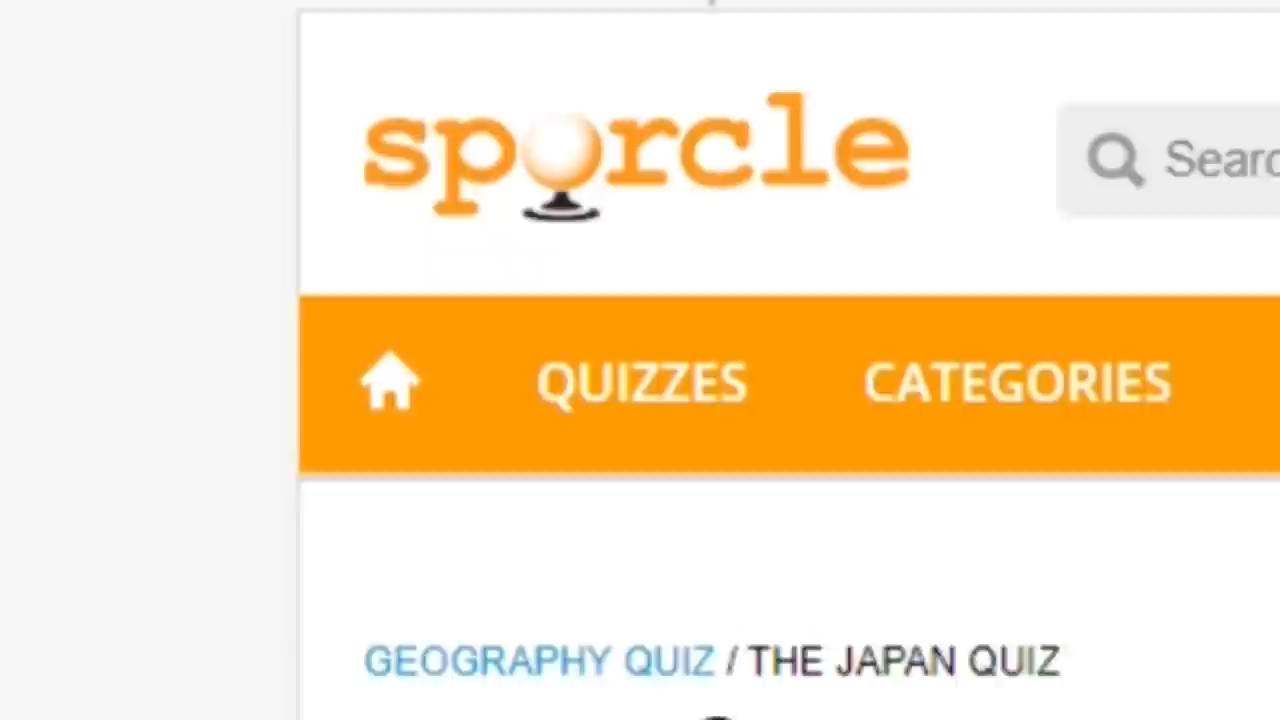 sporcle
Searc
QUIZZES CATEGORIES
GEOGRAPHY QUIZ / THE JAPAN QUIZ